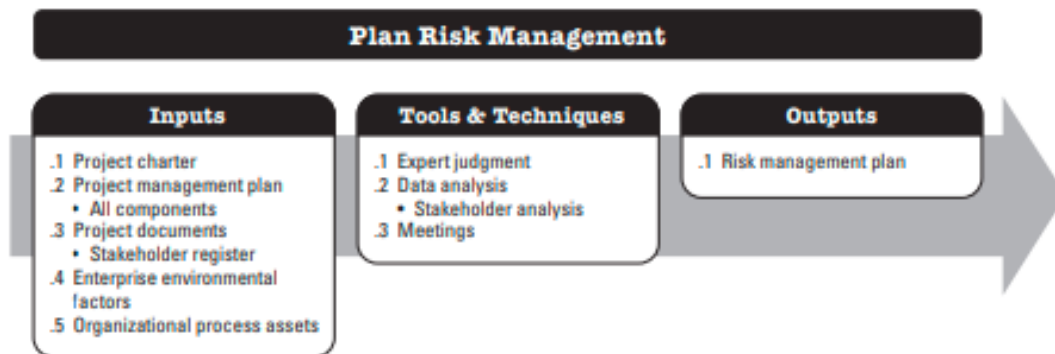 Plan Risk Management
Inputs
.1 Project charter
.2 Project management plan
• All components
.3 Project documents
• Stakeholder register
.4 Enterprise environmental
factors
.5 Organizational process assets
Tools & Techniques
.1 Expert judgment
.2 Data analysis
• Stakeholder analysis
.3 Meetings
Outputs
.1 Risk management plan